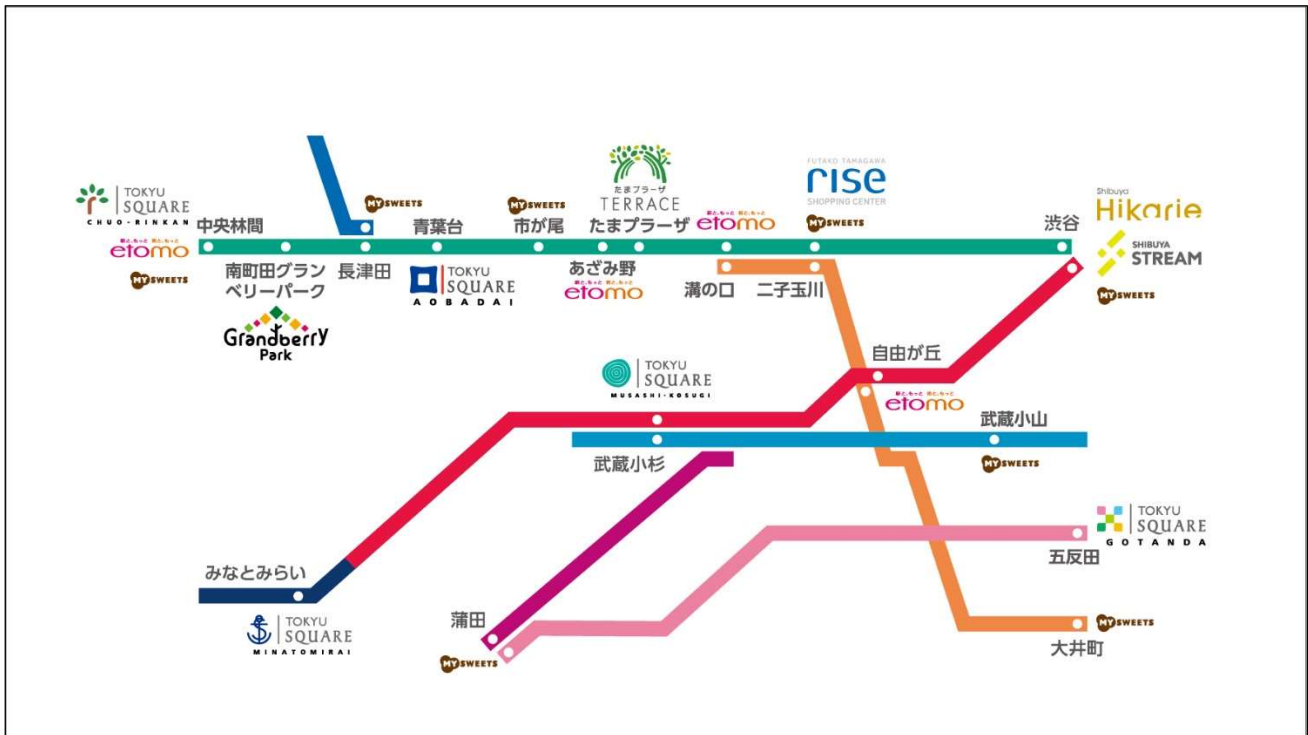 たまプラーザ
TERRACE
FUTAKO TAMAGAWA
rise
SHOPPING CENTER
Shibuya
Hikarie
TOKYU
SQUARE
CHUO-RINKAN
MY SWEETS
MY SWEETS
MY SWEETS
中央林間
青葉台
市が尾
たまプラーザ
etomo
渋谷
SHIBUYA
STREAM
etomo
MY SWEETS
南町田グラン
ベリーパーク
長津田
TOKYU
SQUARE
AOBADAI
あざみ野
etomo
溝の口
二子玉川
MY SWEETS
Grandberry
Park
自由が丘
TOKYU
SQUARE
MUSASHI-KOSUGI
etomo
武蔵小山
武蔵小杉
MY SWEETS
TOKYU
SQUARE
GOTANDA
五反田
みなとみらい
TOKYU
SQUARE
MINATOMIRAI
蒲田
MY SWEETS
MY SWEETS
大井町